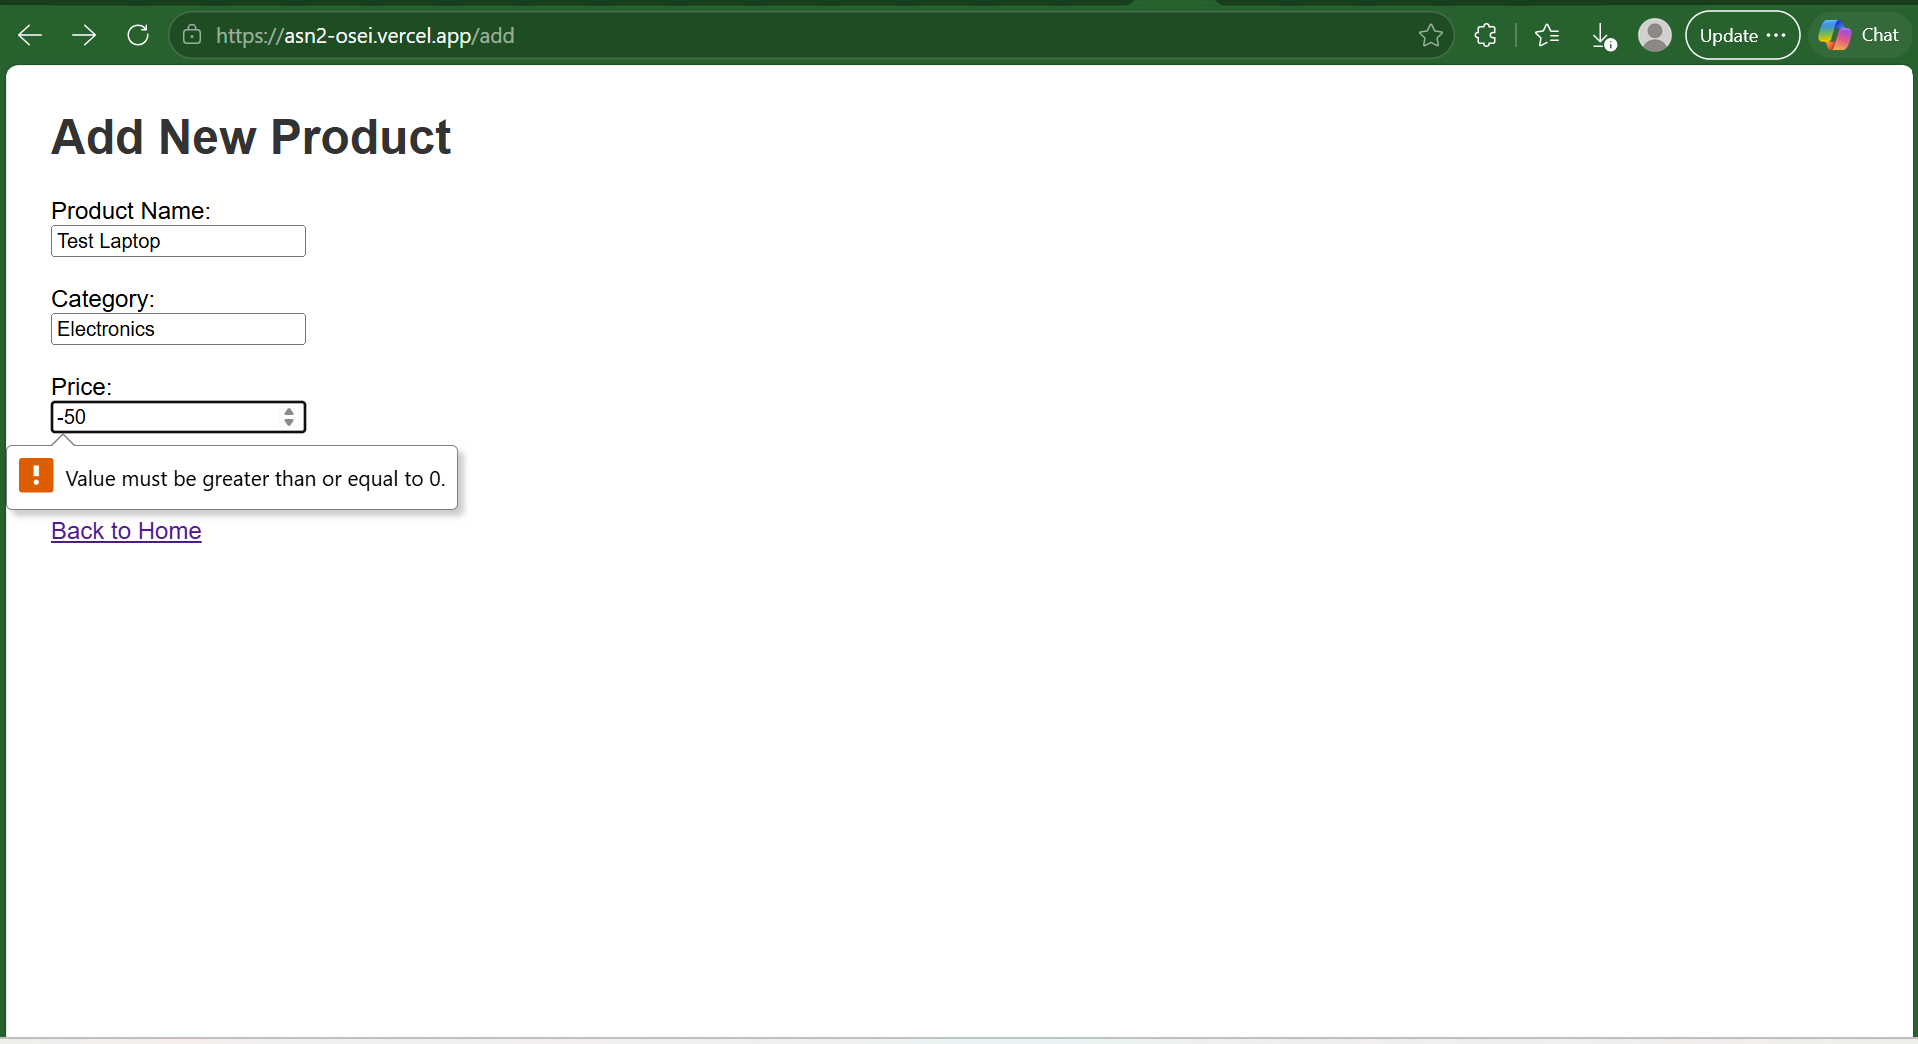 https://asn2-osei.vercel.app/add
Update
Chat
Add New Product
Product Name:
Test Laptop
Category:
Electronics
Price:
-50
Value must be greater than or equal to 0.
Back to Home